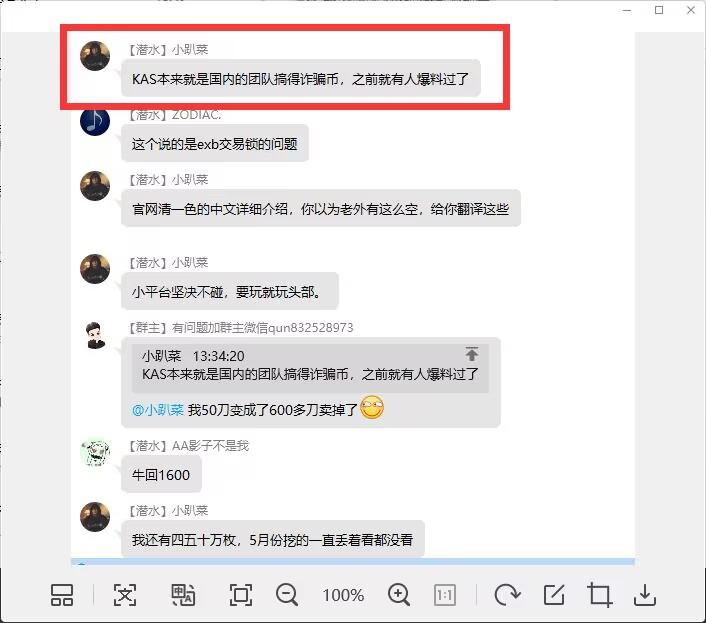 【潜水】小趴菜
KAS本来就是国内的团队搞得诈骗币，之前就有人爆料过了
【潜水】ZODIAC.
这个说的是exb交易锁的问题
【潜水】小趴菜
官网清一色的中文详细介绍，你以为老外有这么空，给你翻译这些
【潜水】小趴菜
小平台坚决不碰，要玩就玩头部。
【群主】有问题加群主微信qun832528973
小趴菜 13:34:20
KAS本来就是国内的团队搞得诈骗币，之前就有人爆料过了
@小趴菜 我50刀变成了600多刀卖掉了
【潜水】AA影子不是我
牛回1600
【潜水】小趴菜
我还有四五十万枚，5月份挖的一直丢着看都没看
100%
1:1